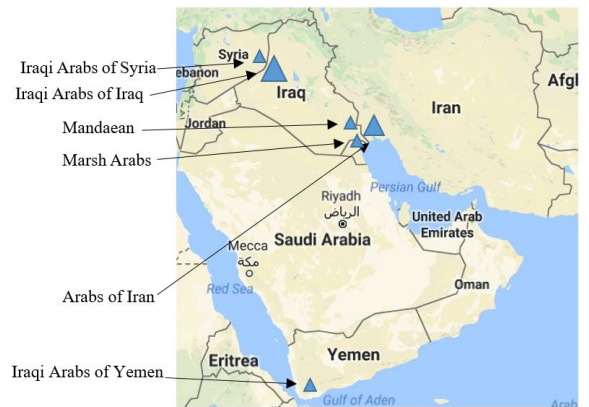 Iraqi Arabs of Syria
Iraqi Arabs of Iraq
Mandaean
Marsh Arabs
Arabs of Iran
Iraqi Arabs of Yemen
Syria
ebanon
Iraq
Iran
Afgh
Jordan
Persian Gulf
Riyadh
الرياض
United Arab
Emirates
Mecca
مكة
Saudi Arabia
Oman
Red Sea
Eritrea
Yemen
Gulf of Aden
Arab